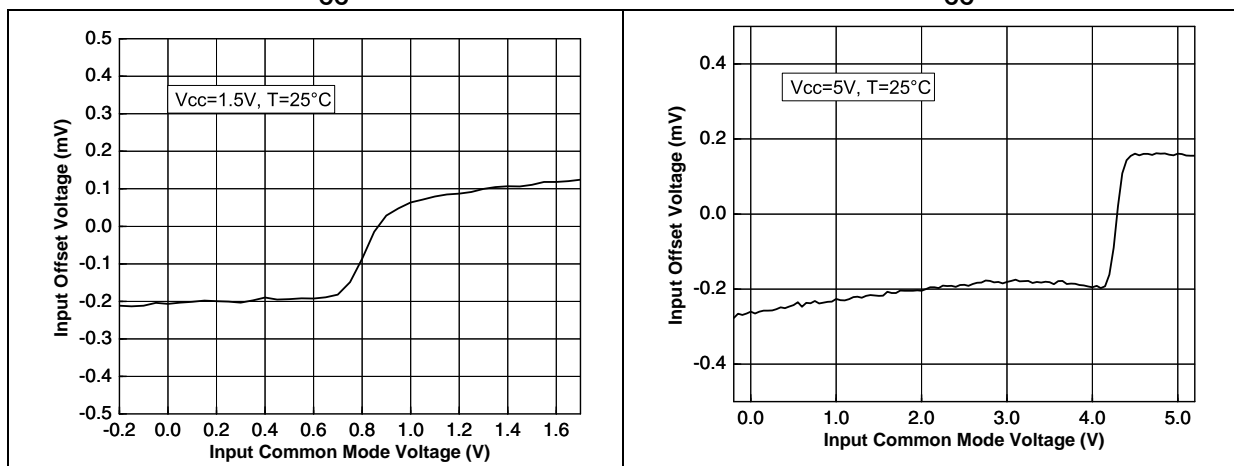 0.5
0.4
0.3
0.2
0.1
0.0
-0.1
-0.2
-0.3
-0.4
-0.5
Input Offset Voltage (mV)
Vcc=1.5V, T=25°C
-0.2 0.0 0.2 0.4 0.6 0.8 1.0 1.2 1.4 1.6
Input Common Mode Voltage (V)
0.4
0.2
0.0
-0.2
-0.4
Input Offset Voltage (mV)
Vcc=5V, T=25°C
0.0 1.0 2.0 3.0 4.0 5.0
Input Common Mode Voltage (V)